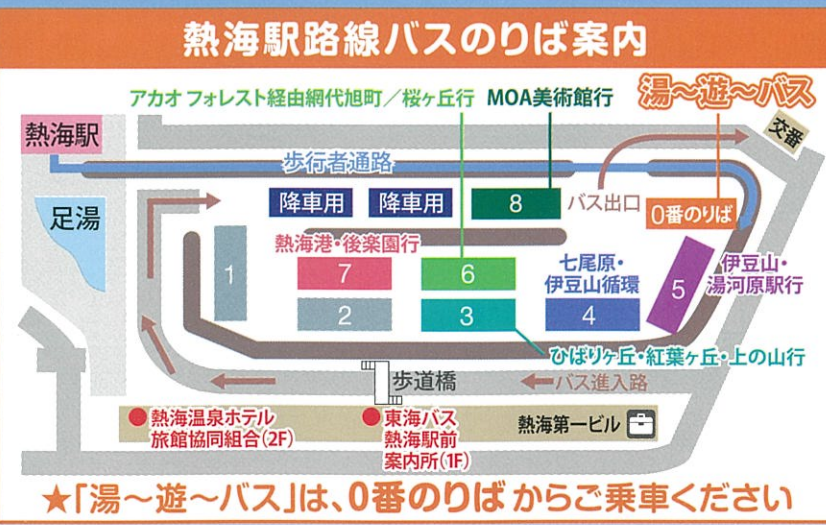 熱海駅路線バスのりば案内
アカオ フォレスト経由網代旭町／桜ヶ丘行
MOA美術館行
湯～遊～バス
熱海駅
交番
歩行者通路
足湯
降車用
降車用
8
バス出口
0番のりば
熱海港・後楽園行
1
7
6
七尾原・
伊豆山循環
5
伊豆山・
湯河原駅行
2
3
4
ひばりヶ丘・紅葉ヶ丘・上の山行
歩道橋
バス進入路
熱海温泉ホテル
旅館協同組合(2F)
東海バス
熱海駅前
案内所(1F)
熱海第一ビル
★「湯～遊～バス」は、0番のりばからご乗車ください